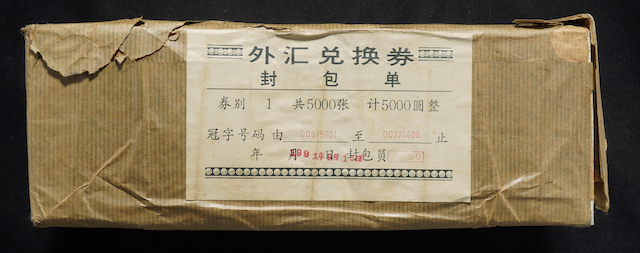 外汇兑换券
封包单
券别 1 共5000张 计5000圆整
冠字号码由 至 止
年 月 日 封包员